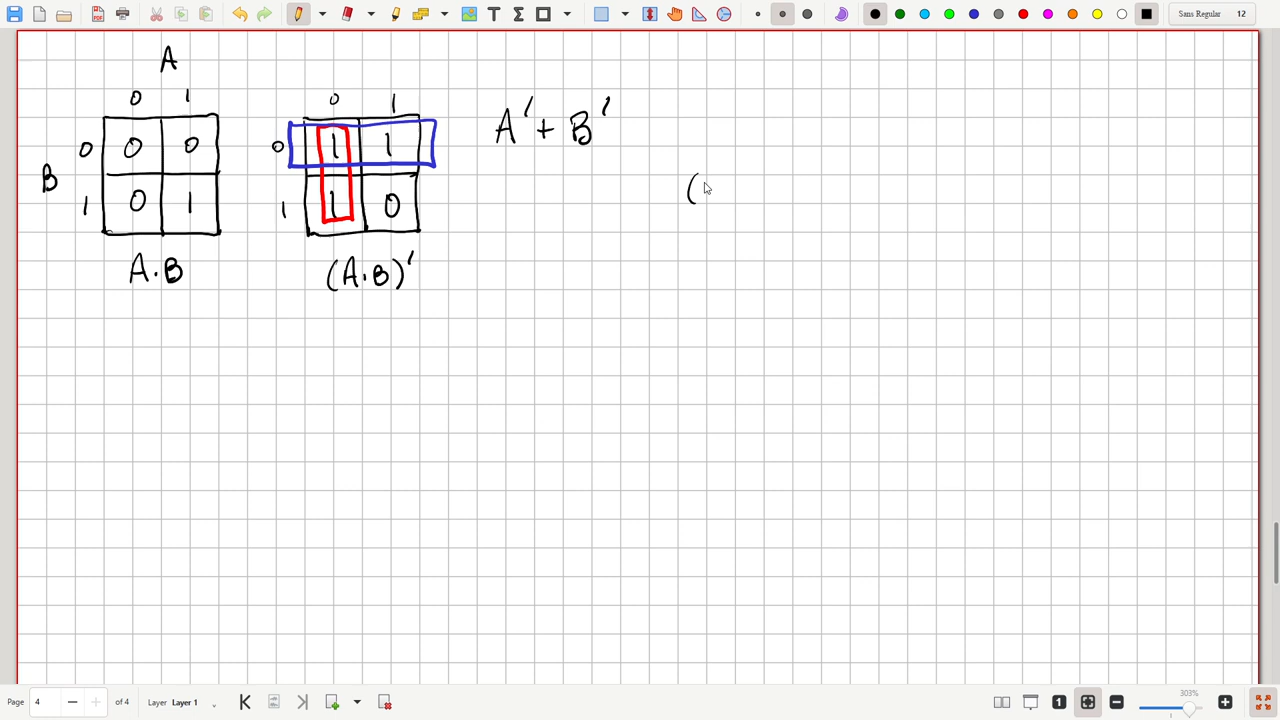 Sans Regular 12
A
0 1 0 1
A′ + B′
0 0 0 0 1 1
B
(
1 0 1 1 1 0
A·B (A·B)′
Page 4 of 4 Layer Layer 1 303%